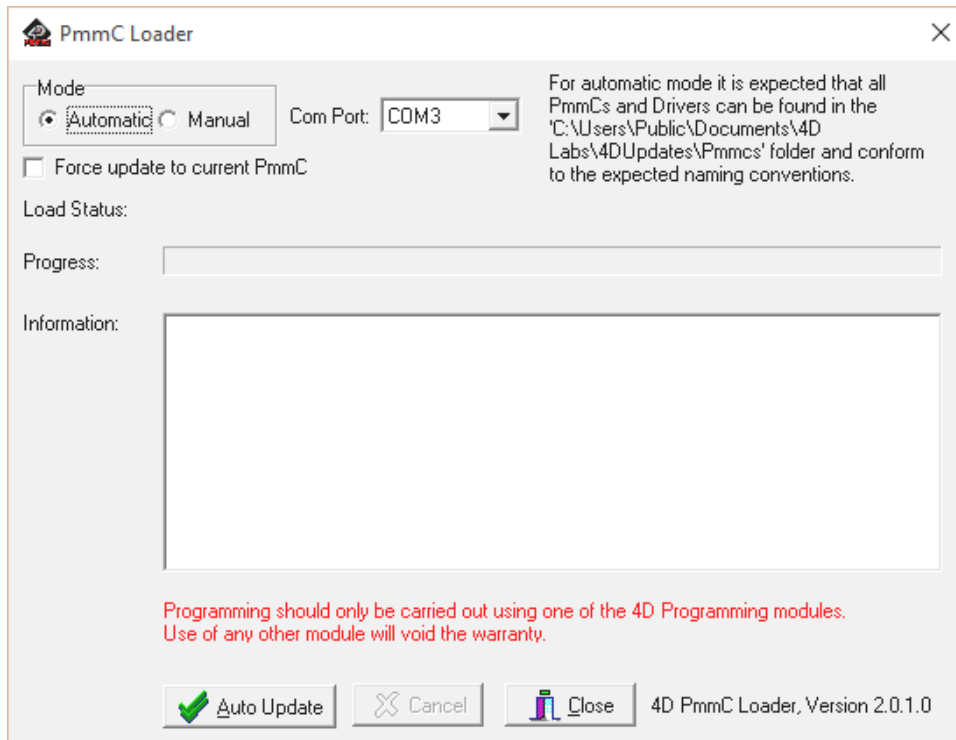 PmmC Loader
Mode
Automatic
Manual
Com Port:
COM3
For automatic mode it is expected that all
PmmCs and Drivers can be found in the
'C:\Users\Public\Documents\4D
Labs\4DUpdates\Pmmcs' folder and conform
to the expected naming conventions.
Force update to current PmmC
Load Status:
Progress:
Information:
Programming should only be carried out using one of the 4D Programming modules.
Use of any other module will void the warranty.
Auto Update
Cancel
Close
4D PmmC Loader, Version 2.0.1.0